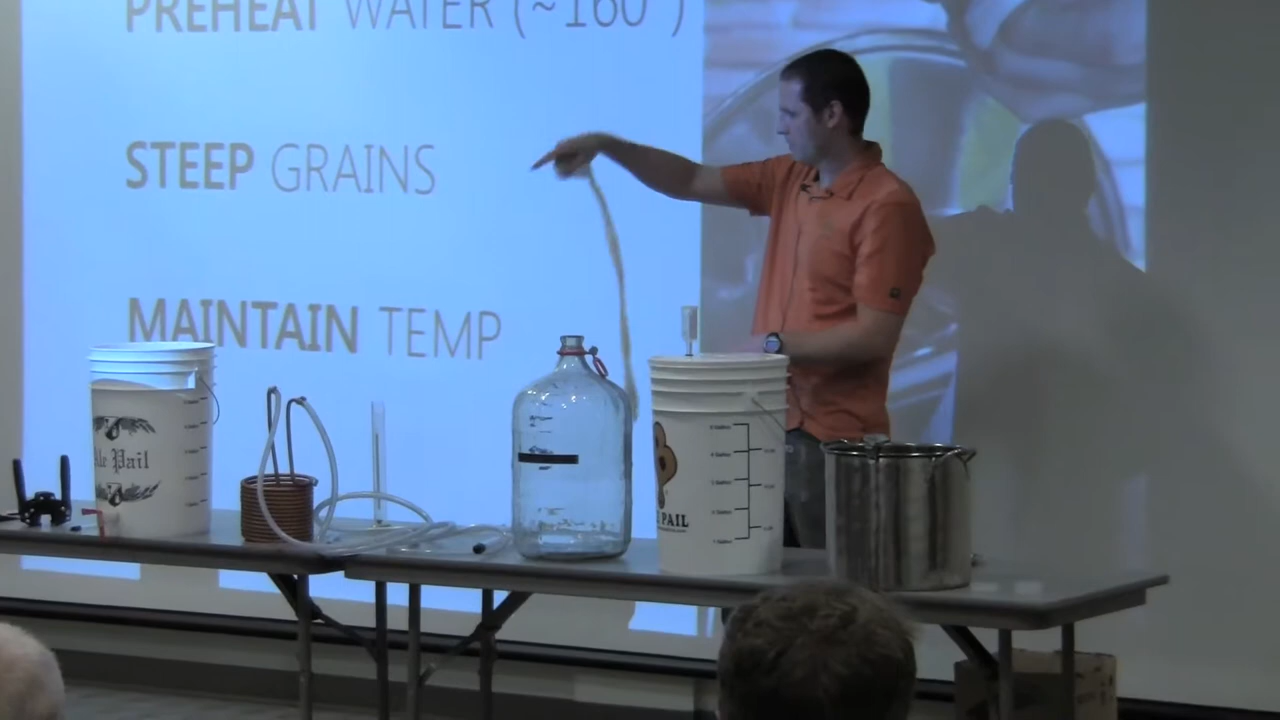 PREHEAT WATER (~160°)
STEEP GRAINS
MAINTAIN TEMP
Ale Pail
PAIL